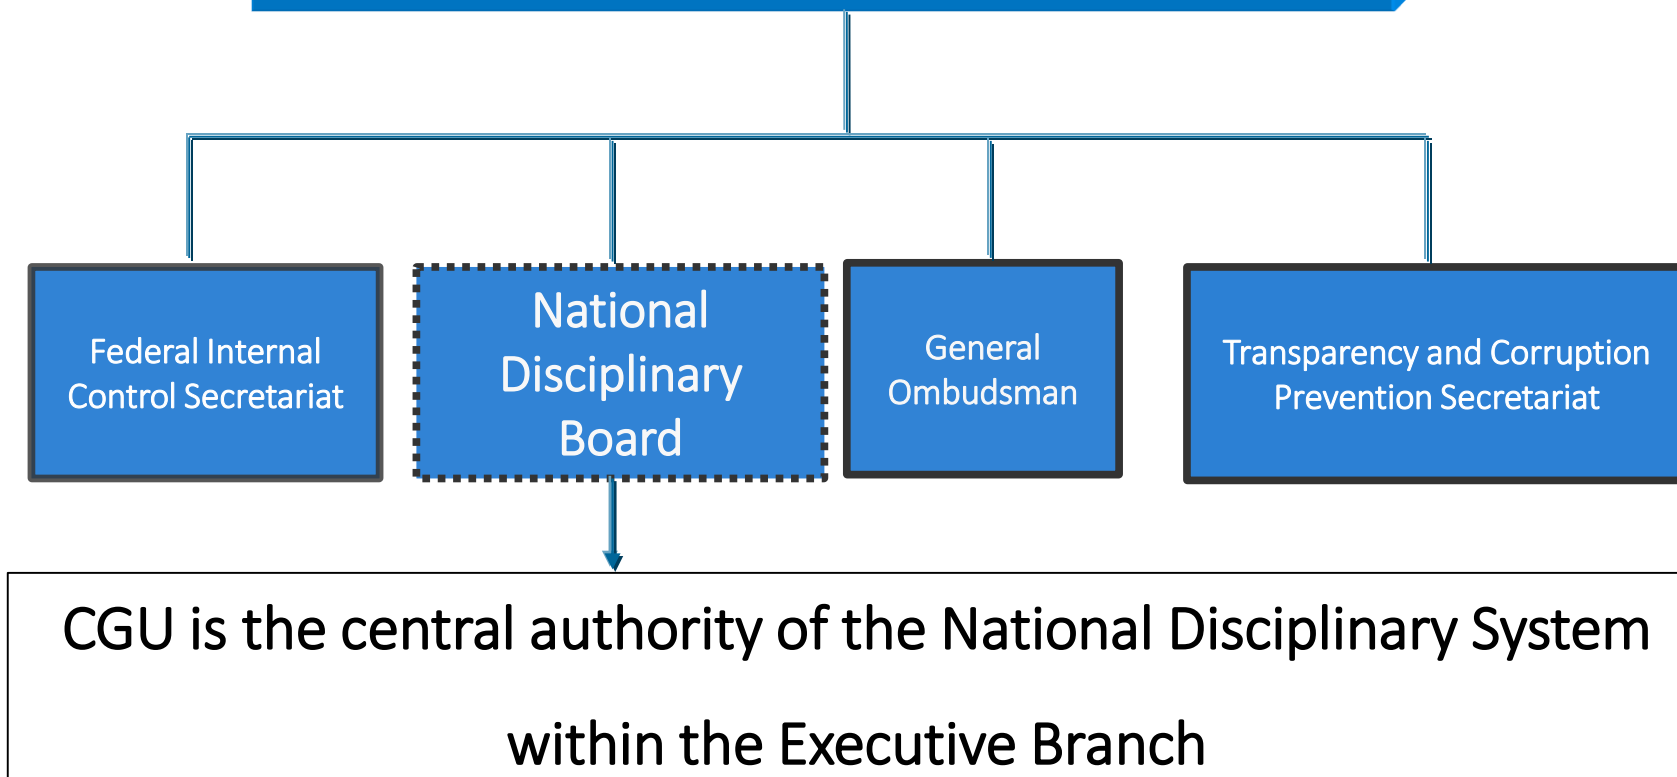 Federal Internal
Control Secretariat
National
Disciplinary
Board
General
Ombudsman
Transparency and Corruption
Prevention Secretariat
CGU is the central authority of the National Disciplinary System
within the Executive Branch